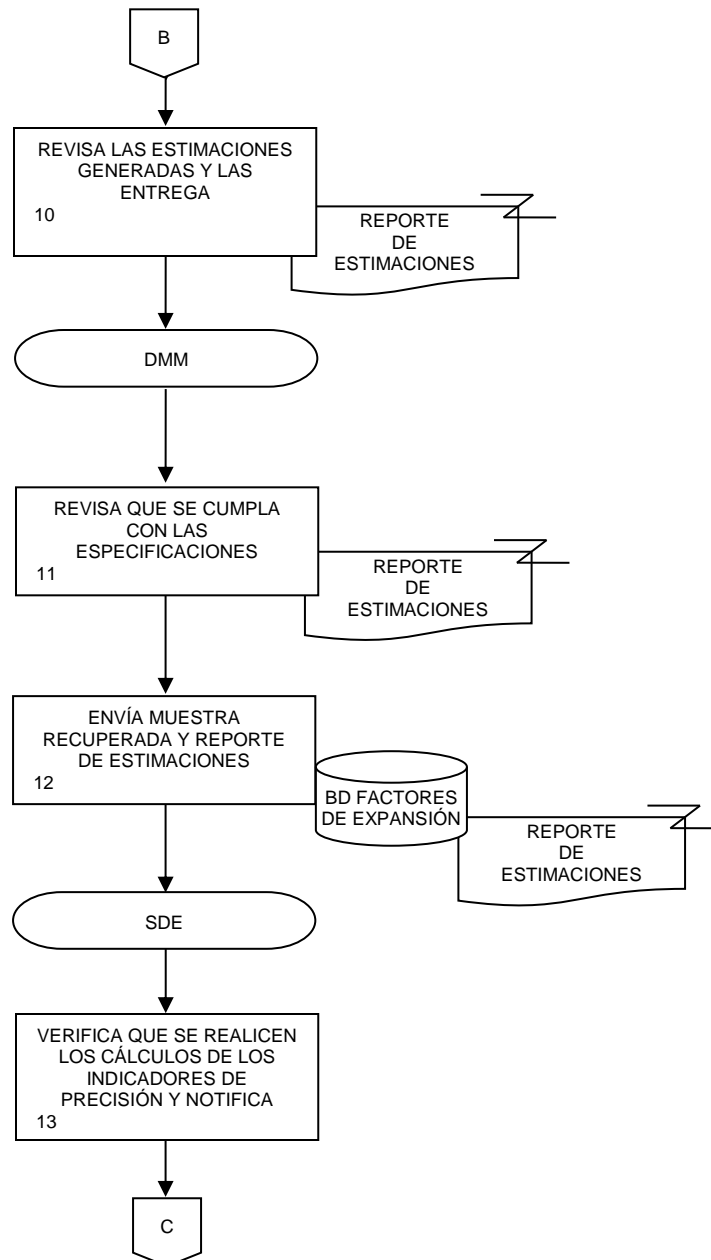 B
REVISA LAS ESTIMACIONES
GENERADAS Y LAS
ENTREGA
10
REPORTE
DE
ESTIMACIONES
DMM
REVISA QUE SE CUMPLA
CON LAS
ESPECIFICACIONES
11
REPORTE
DE
ESTIMACIONES
ENVÍA MUESTRA
RECUPERADA Y REPORTE
DE ESTIMACIONES
12
BD FACTORES
DE EXPANSIÓN
REPORTE
DE
ESTIMACIONES
SDE
VERIFICA QUE SE REALICEN
LOS CÁLCULOS DE LOS
INDICADORES DE
PRECISIÓN Y NOTIFICA
13
C